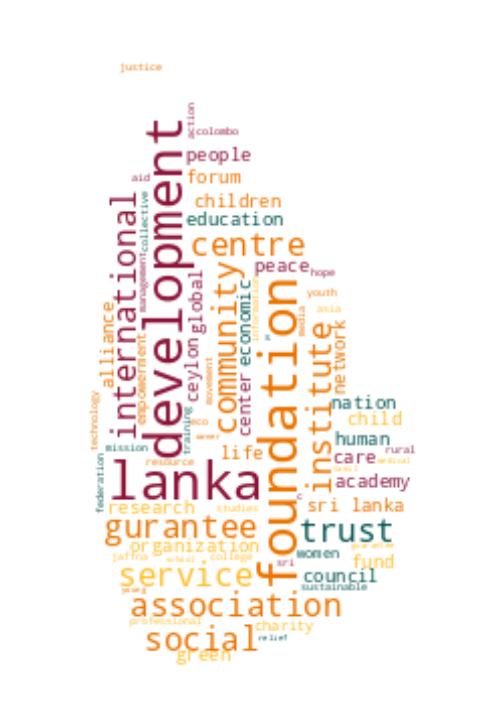 justice
action
colombo
development
people
aid
forum
international
collective
children
education
centre
management
peace
hope
community
global
economic
foundation
information
youth
alliance
asia
media
empowerment
ceylon
institute
network
movement
center
technology
nation
child
training
eco
human
mission
life
care
rural
resource
medical
lanka
federation
academy
c
research
studies
sri lanka
gurantee
trust
organization
women
jaffna
college
sri
fund
service
council
sustainable
young
association
professional
charity
social
relief
green